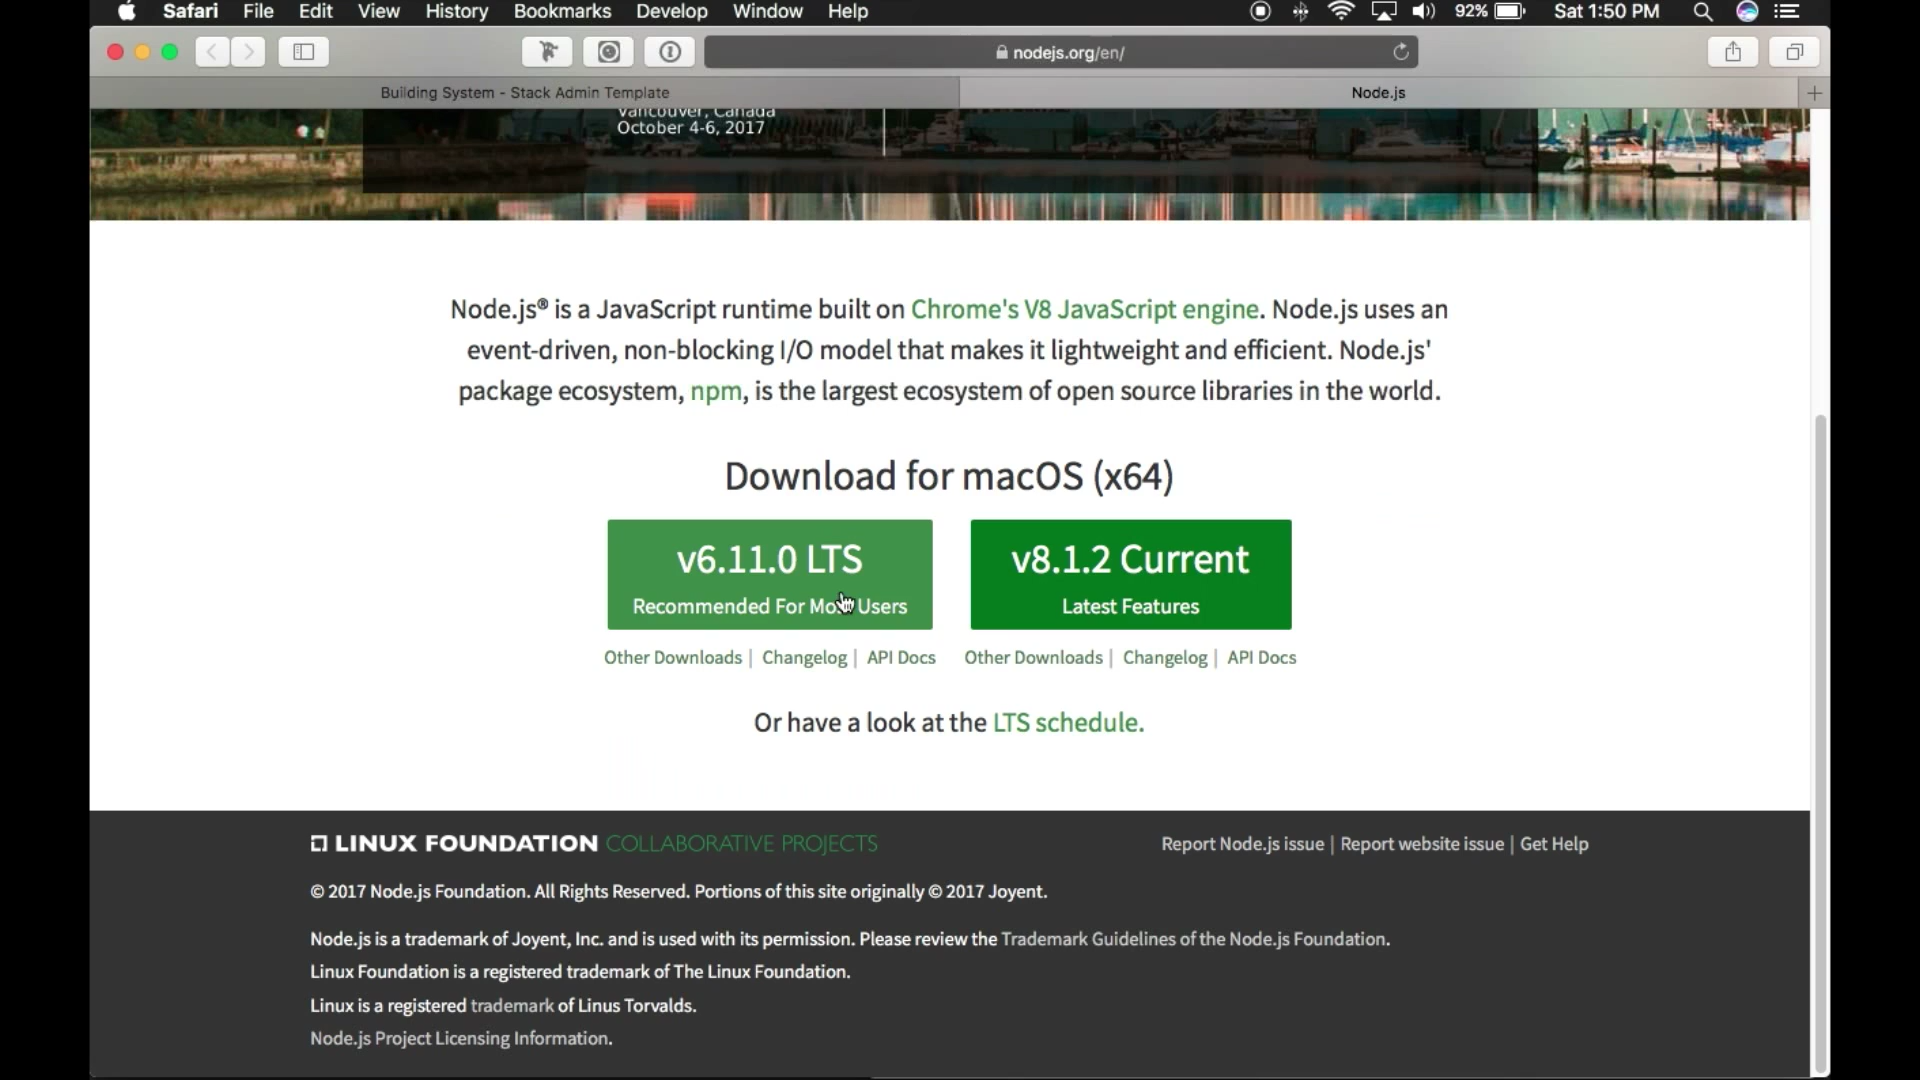 Safari File Edit View History Bookmarks Develop Window Help 92% Sat 1:50 PM
nodejs.org/en/
Building System - Stack Admin Template Node.js
Vancouver, Canada
October 4-6, 2017
Node.js® is a JavaScript runtime built on Chrome's V8 JavaScript engine. Node.js uses an
event-driven, non-blocking I/O model that makes it lightweight and efficient. Node.js'
package ecosystem, npm, is the largest ecosystem of open source libraries in the world.
Download for macOS (x64)
v6.11.0 LTS
Recommended For Most Users
v8.1.2 Current
Latest Features
Other Downloads | Changelog | API Docs Other Downloads | Changelog | API Docs
Or have a look at the LTS schedule.
LINUX FOUNDATION COLLABORATIVE PROJECTS
Report Node.js issue | Report website issue | Get Help
© 2017 Node.js Foundation. All Rights Reserved. Portions of this site originally © 2017 Joyent.
Node.js is a trademark of Joyent, Inc. and is used with its permission. Please review the Trademark Guidelines of the Node.js Foundation.
Linux Foundation is a registered trademark of The Linux Foundation.
Linux is a registered trademark of Linus Torvalds.
Node.js Project Licensing Information.